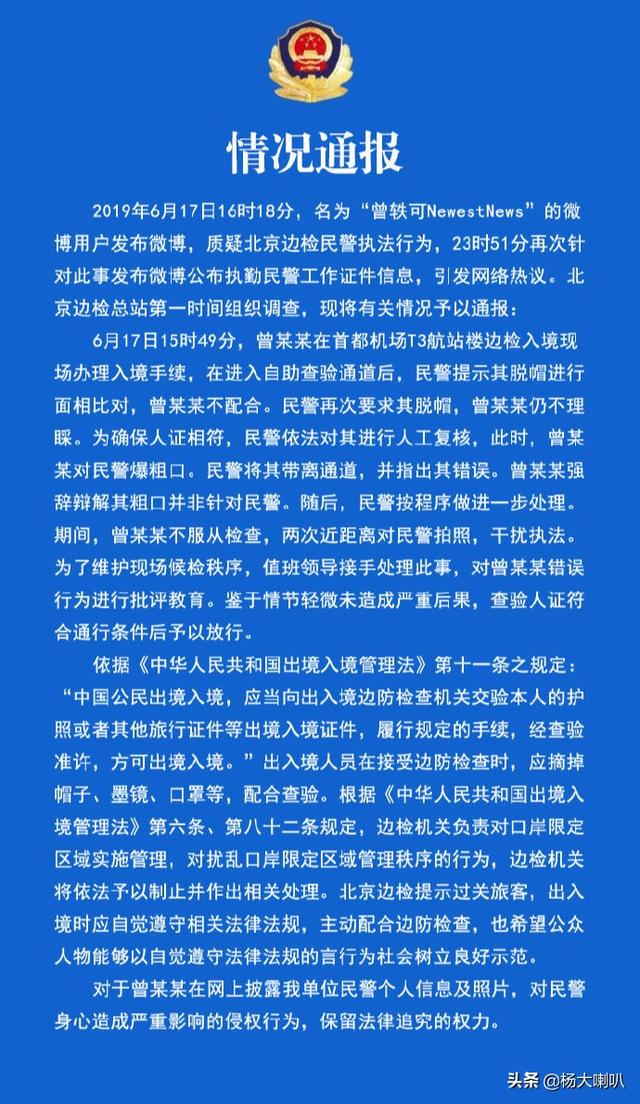 情况通报
2019年6月17日16时18分，名为“曾轶可NewestNews”的微
博用户发布微博，质疑北京边检民警执法行为，23时51分再次针
对此事发布微博公布执勤民警工作证件信息，引发网络热议。北
京边检总站第一时间组织调查，现将有关情况予以通报：
6月17日15时49分，曾某某在首都机场T3航站楼边检入境现
场办理入境手续，在进入自助查验通道后，民警提示其脱帽进行
面相比对，曾某某不配合。民警再次要求其脱帽，曾某某仍不理
睬。为确保人证相符，民警依法对其进行人工复核，此时，曾某
某对民警爆粗口。民警将其带离通道，并指出其错误。曾某某强
辞辩解其粗口并非针对民警。随后，民警按程序做进一步处理。
期间，曾某某不服从检查，两次近距离对民警拍照，干扰执法。
为了维护现场候检秩序，值班领导接手处理此事，对曾某某错误
行为进行批评教育。鉴于情节轻微未造成严重后果，查验人证符
合通行条件后予以放行。
依据《中华人民共和国出境入境管理法》第十一条之规定：
“中国公民出境入境，应当向出入境边防检查机关交验本人的护
照或者其他旅行证件等出境入境证件，履行规定的手续，经查验
准许，方可出境入境。”出入境人员在接受边防检查时，应摘掉
帽子、墨镜、口罩等，配合查验。根据《中华人民共和国出境入
境管理法》第六条、第八十二条规定，边检机关负责对口岸限定
区域实施管理，对扰乱口岸限定区域管理秩序的行为，边检机关
将依法予以制止并作出相关处理。北京边检提示过关旅客，出入
境时应自觉遵守相关法律法规，主动配合边防检查，也希望公众
人物能够以自觉遵守法律法规的言行为社会树立良好示范。
对于曾某某在网上披露我单位民警个人信息及照片，对民警
身心造成严重影响的侵权行为，保留法律追究的权力。
头条 @杨大喇叭